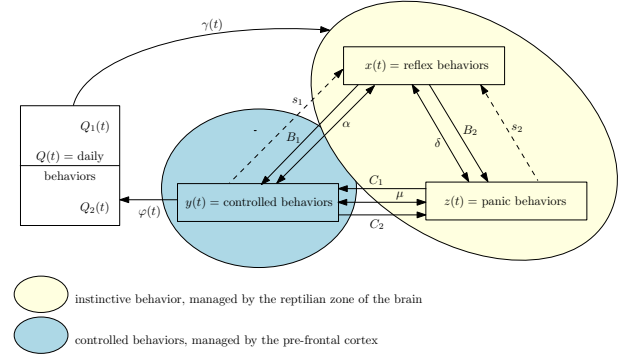 γ(t)
x(t) = reflex behaviors
s₁
Q₁(t)
B₁
α
B₂
s₂
δ
Q(t) = daily
behaviors
C₁
μ
Q₂(t)
y(t) = controlled behaviors
z(t) = panic behaviors
φ(t)
C₂
instinctive behavior, managed by the reptilian zone of the brain
controlled behaviors, managed by the pre-frontal cortex